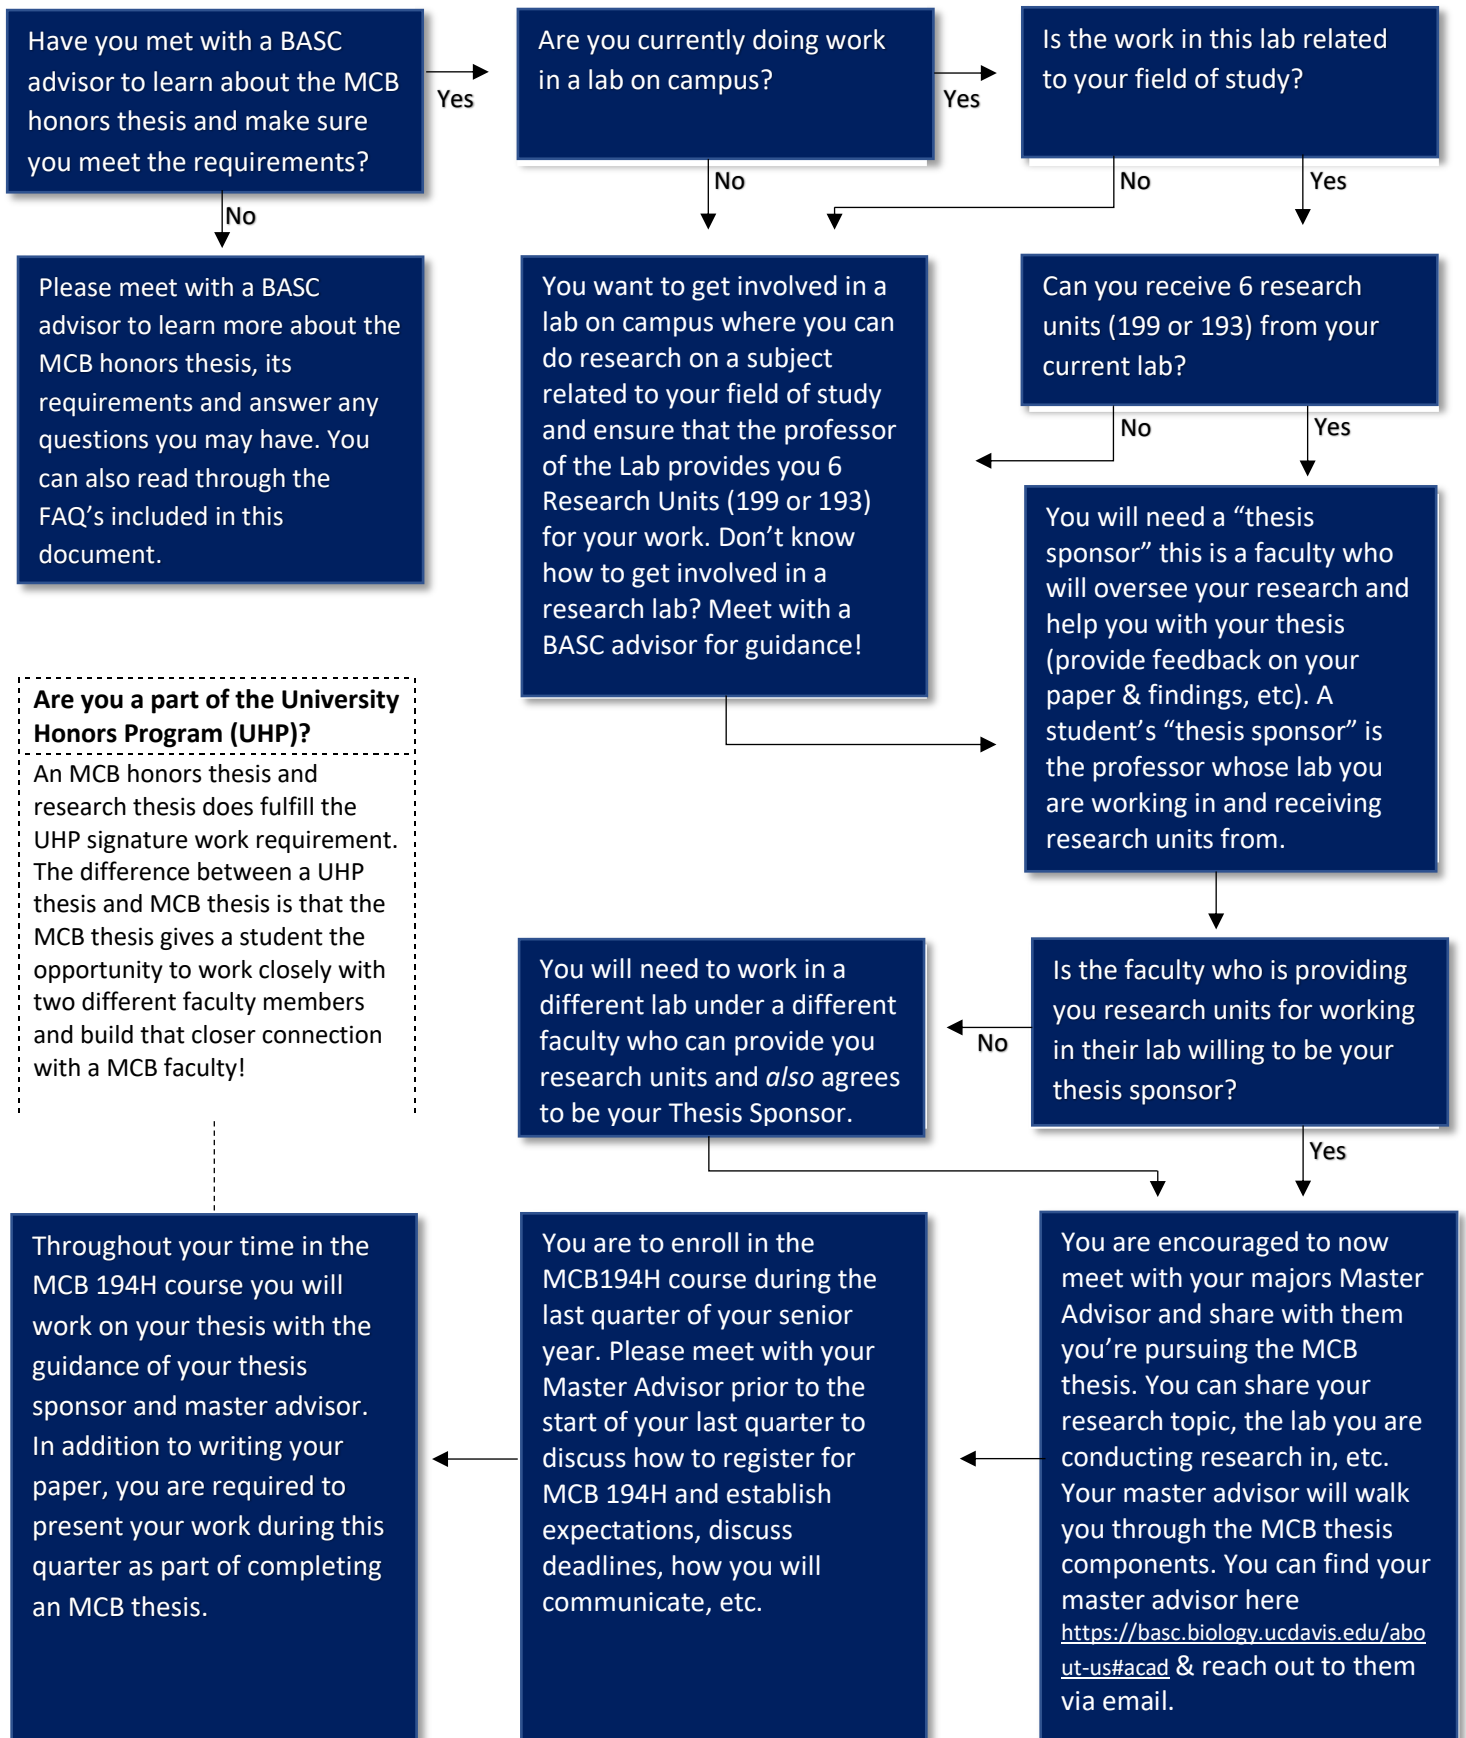 Have you met with a BASC
advisor to learn about the MCB
honors thesis and make sure
you meet the requirements?
Yes
Are you currently doing work
in a lab on campus?
Yes
Is the work in this lab related
to your field of study?
No
No
No
Yes
Please meet with a BASC
advisor to learn more about the
MCB honors thesis, its
requirements and answer any
questions you may have. You
can also read through the
FAQ’s included in this
document.
You want to get involved in a
lab on campus where you can
do research on a subject
related to your field of study
and ensure that the professor
of the Lab provides you 6
Research Units (199 or 193)
for your work. Don’t know
how to get involved in a
research lab? Meet with a
BASC advisor for guidance!
Can you receive 6 research
units (199 or 193) from your
current lab?
No
Yes
You will need a “thesis
sponsor” this is a faculty who
will oversee your research and
help you with your thesis
(provide feedback on your
paper & findings, etc). A
student’s “thesis sponsor” is
the professor whose lab you
are working in and receiving
research units from.
Are you a part of the University
Honors Program (UHP)?
An MCB honors thesis and
research thesis does fulfill the
UHP signature work requirement.
The difference between a UHP
thesis and MCB thesis is that the
MCB thesis gives a student the
opportunity to work closely with
two different faculty members
and build that closer connection
with a MCB faculty!
You will need to work in a
different lab under a different
faculty who can provide you
research units and also agrees
to be your Thesis Sponsor.
No
Is the faculty who is providing
you research units for working
in their lab willing to be your
thesis sponsor?
Yes
Throughout your time in the
MCB 194H course you will
work on your thesis with the
guidance of your thesis
sponsor and master advisor.
In addition to writing your
paper, you are required to
present your work during this
quarter as part of completing
an MCB thesis.
You are to enroll in the
MCB194H course during the
last quarter of your senior
year. Please meet with your
Master Advisor prior to the
start of your last quarter to
discuss how to register for
MCB 194H and establish
expectations, discuss
deadlines, how you will
communicate, etc.
You are encouraged to now
meet with your majors Master
Advisor and share with them
you’re pursuing the MCB
thesis. You can share your
research topic, the lab you are
conducting research in, etc.
Your master advisor will walk
you through the MCB thesis
components. You can find your
master advisor here
https://basc.biology.ucdavis.edu/abo
ut-us#acad & reach out to them
via email.